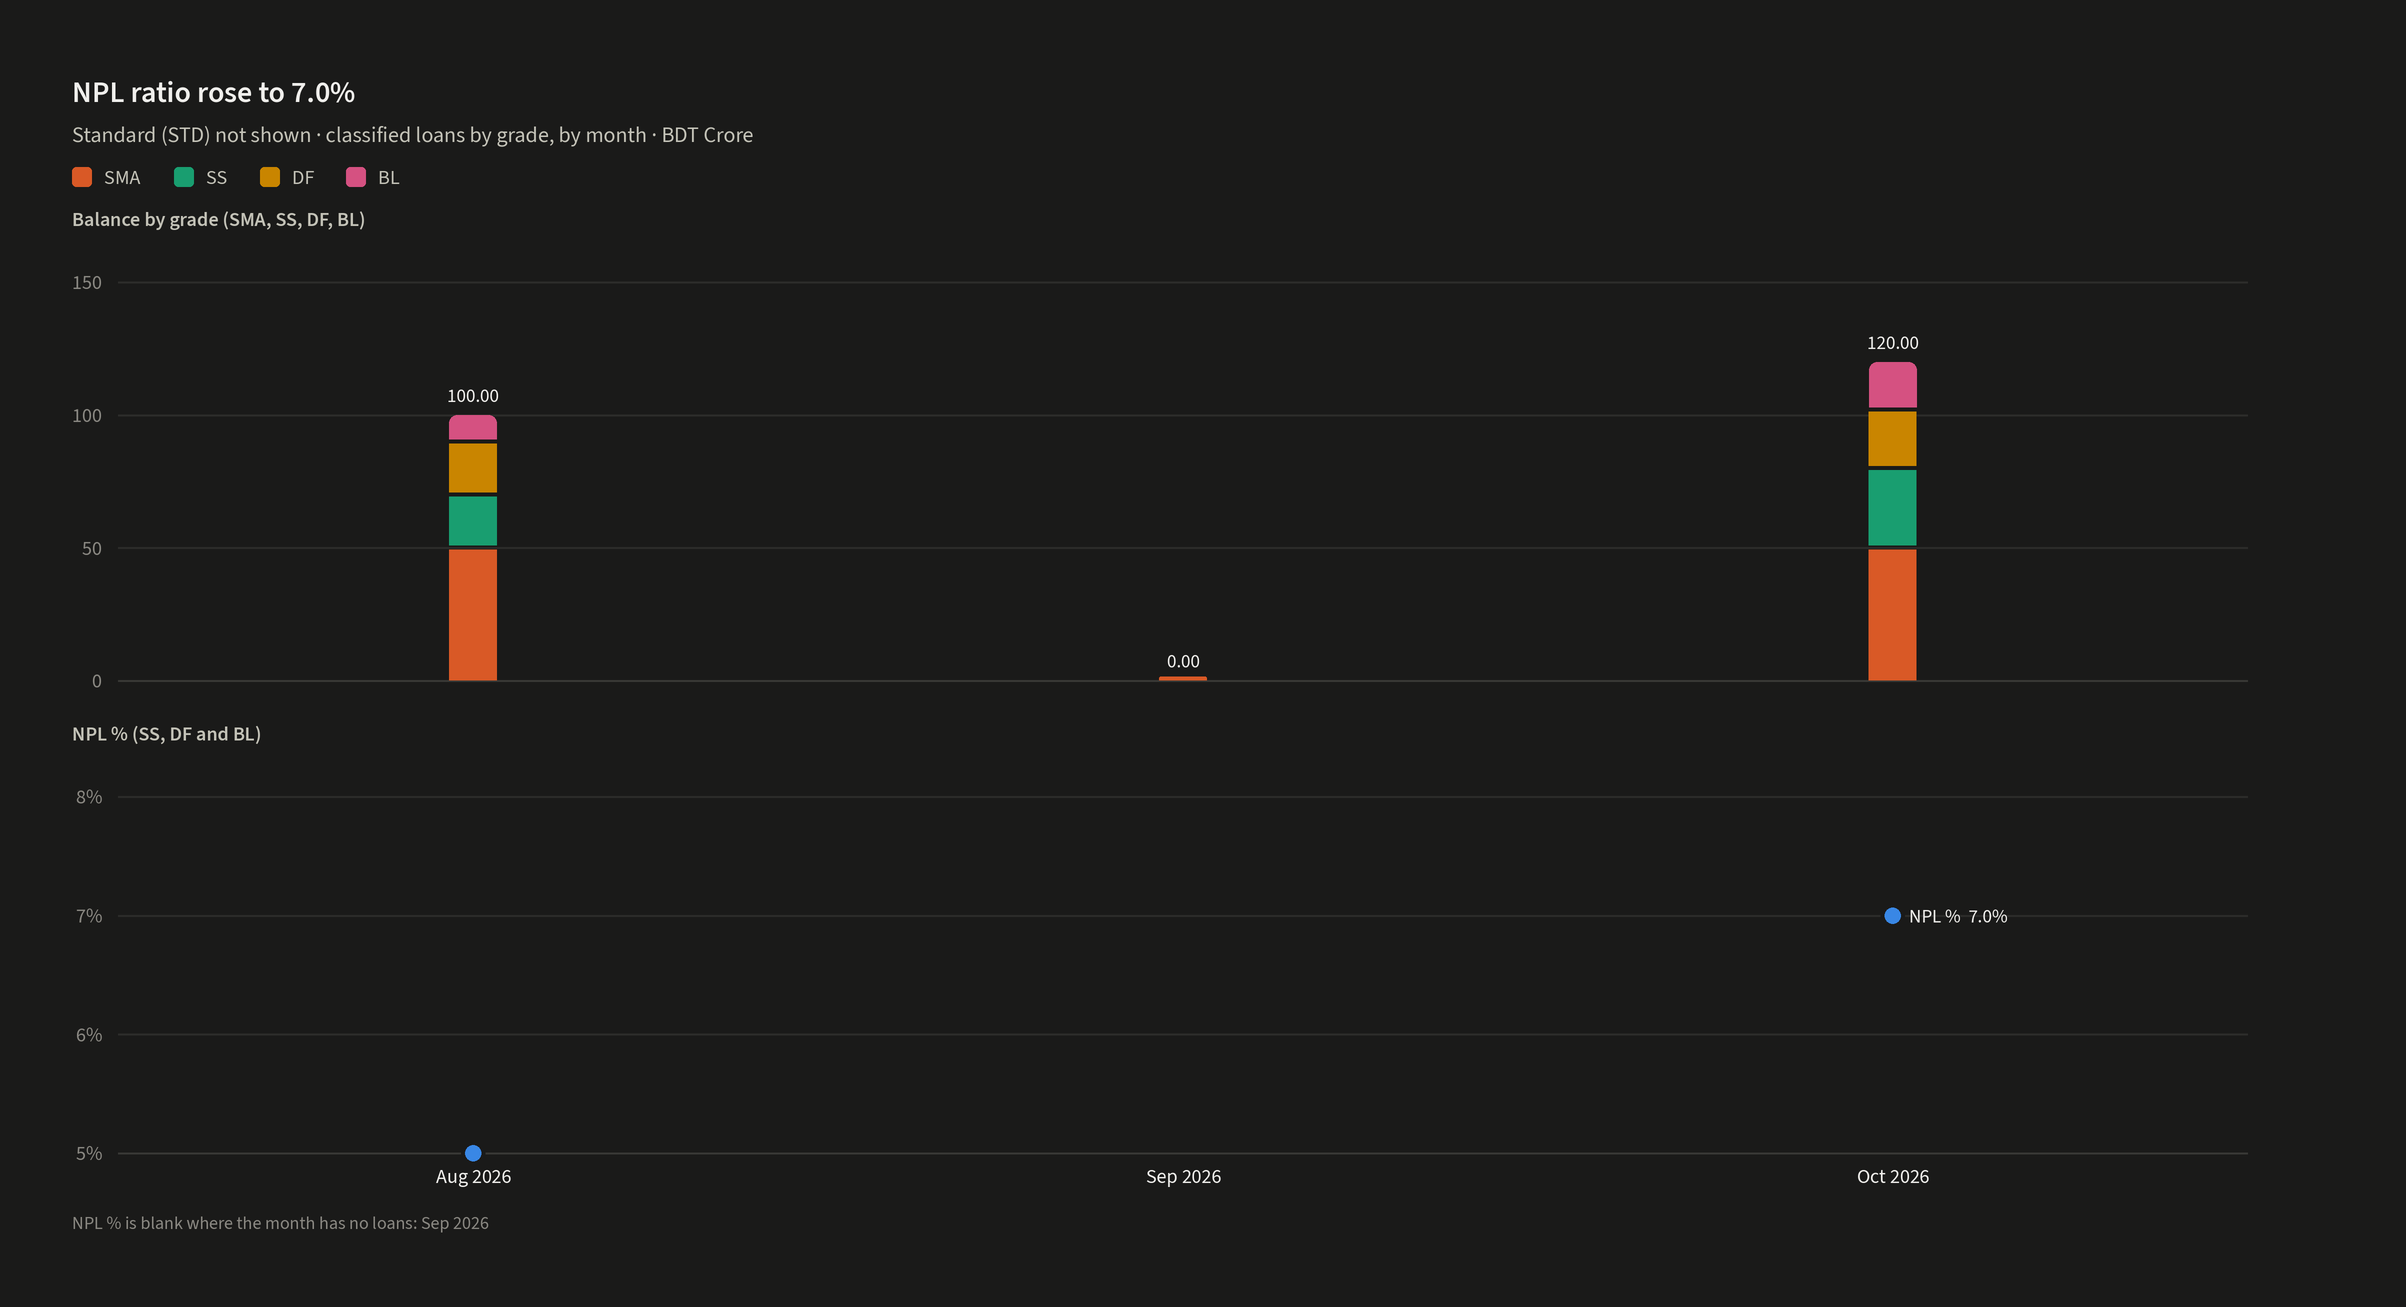 NPL ratio rose to 7.0%
Standard (STD) not shown · classified loans by grade, by month · BDT Crore
SMA SS DF BL
Balance by grade (SMA, SS, DF, BL)
150
120.00
100.00
100
50
0.00
0
NPL % (SS, DF and BL)
8%
7%
NPL % 7.0%
6%
5%
Aug 2026 Sep 2026 Oct 2026
NPL % is blank where the month has no loans: Sep 2026